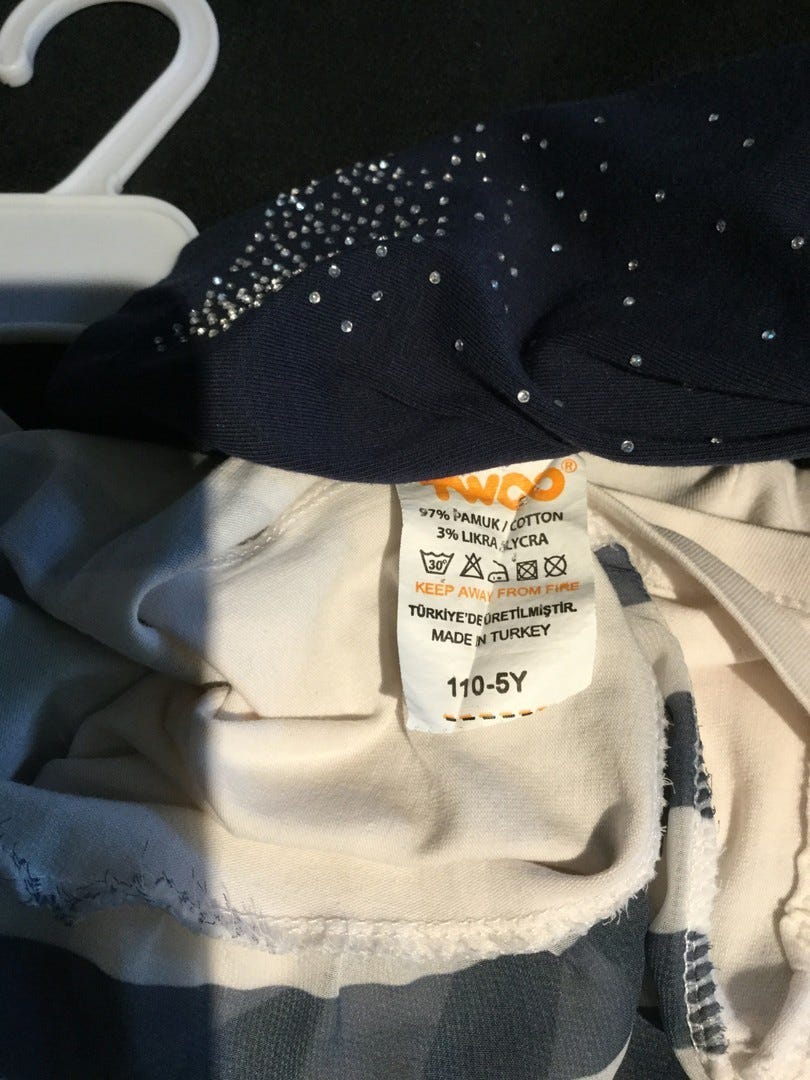 WOO®
97% PAMUK / COTTON
3% LIKRA / LYCRA
30°
KEEP AWAY FROM FIRE
TÜRKİYE'DE ÜRETİLMİŞTİR.
MADE IN TURKEY
110-5Y